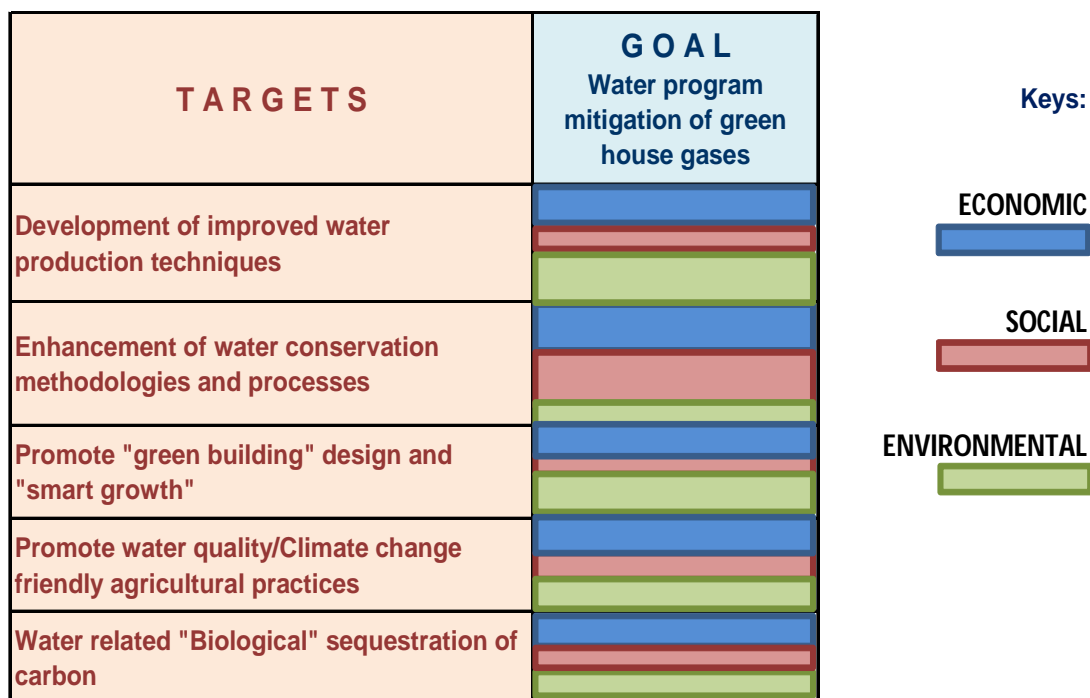 T A R G E T S
G O A L
Water program
mitigation of green
house gases
Keys:
Development of improved water
production techniques
Enhancement of water conservation
methodologies and processes
Promote "green building" design and
"smart growth"
Promote water quality/Climate change
friendly agricultural practices
Water related "Biological" sequestration of
carbon
ECONOMIC
SOCIAL
ENVIRONMENTAL